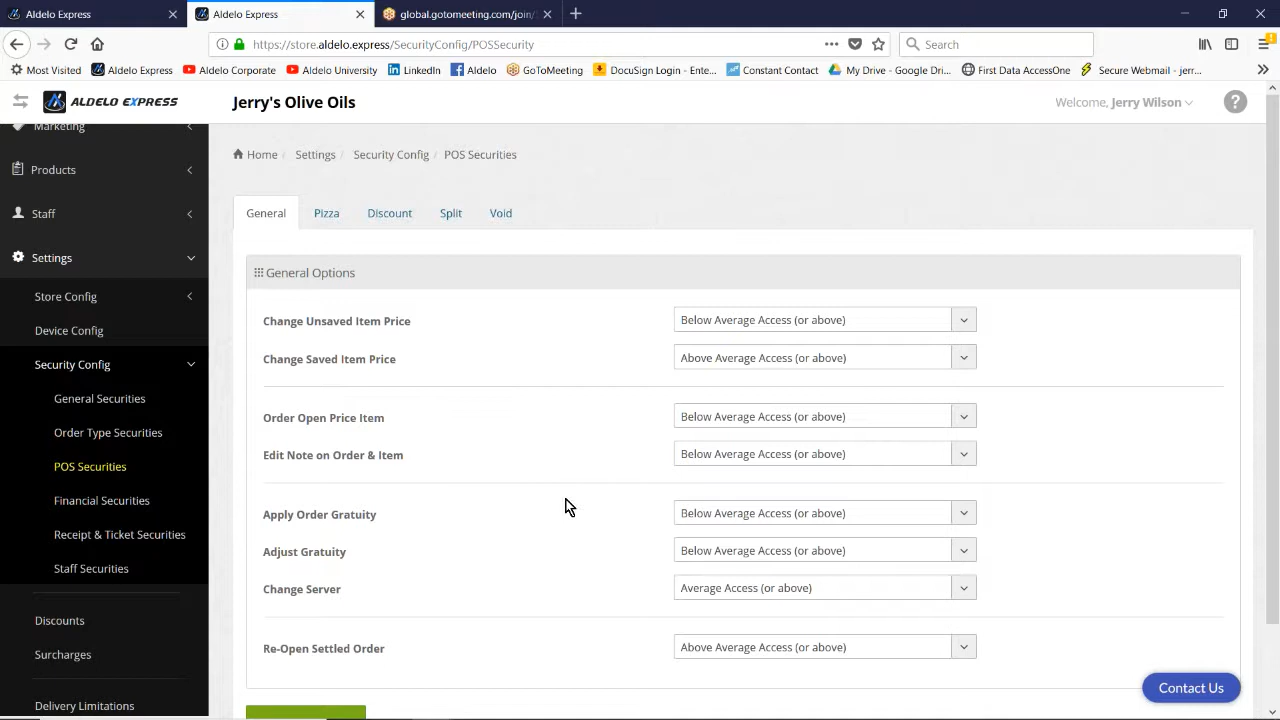 Aldelo Express
Aldelo Express
global.gotomeeting.com/join/
https://store.aldelo.express/SecurityConfig/POSSecurity
Search
Most Visited
Aldelo Express
Aldelo Corporate
Aldelo University
LinkedIn
Aldelo
GoToMeeting
DocuSign Login - Ente...
Constant Contact
My Drive - Google Dri...
First Data AccessOne
Secure Webmail - jerr...
ALDELO EXPRESS
Jerry's Olive Oils
Welcome, Jerry Wilson
Marketing
Products
Staff
Settings
Store Config
Device Config
Security Config
General Securities
Order Type Securities
POS Securities
Financial Securities
Receipt & Ticket Securities
Staff Securities
Discounts
Surcharges
Delivery Limitations
Home / Settings / Security Config / POS Securities
General Pizza Discount Split Void
General Options
Change Unsaved Item Price Below Average Access (or above)
Change Saved Item Price Above Average Access (or above)
Order Open Price Item Below Average Access (or above)
Edit Note on Order & Item Below Average Access (or above)
Apply Order Gratuity Below Average Access (or above)
Adjust Gratuity Below Average Access (or above)
Change Server Average Access (or above)
Re-Open Settled Order Above Average Access (or above)
Contact Us